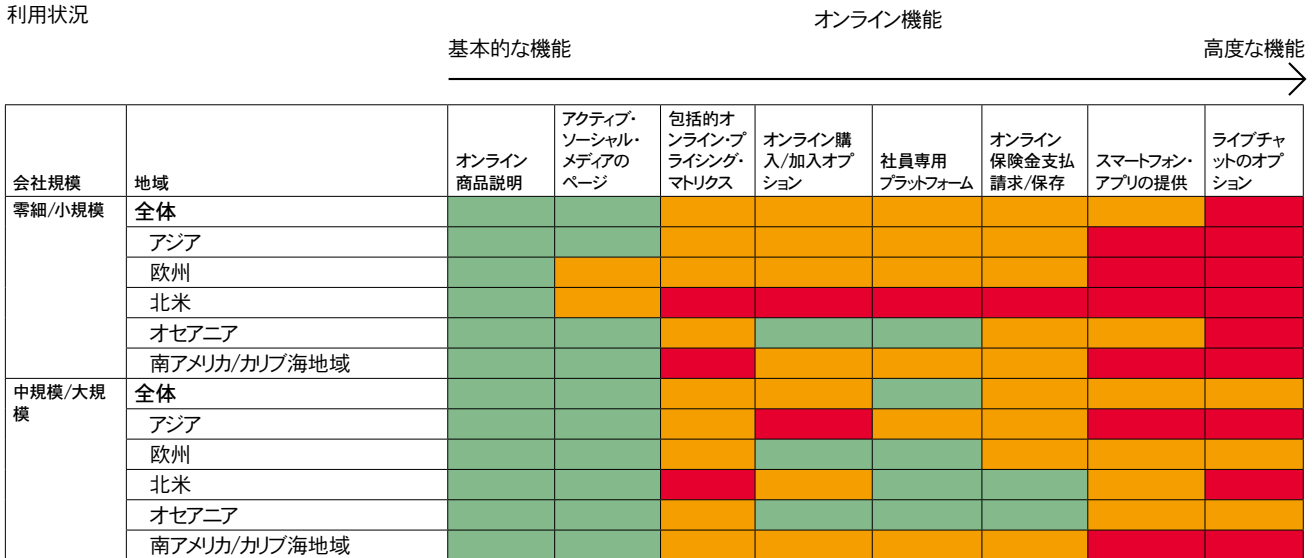 利用状況
オンライン機能
基本的な機能
高度な機能
会社規模
地域
オンライン
商品説明
アクティブ・
ソーシャル・
メディアの
ページ
包括的オ
ンライン・プ
ライシング・
マトリクス
オンライン購
入/加入オプ
ション
社員専用
プラットフォーム
オンライン
保険金支払
請求/保存
スマートフォン・
アプリの提供
ライブチャ
ットのオプ
ション
零細/小規模
全体
アジア
欧州
北米
オセアニア
南アメリカ/カリブ海地域
中規模/大規
模
全体
アジア
欧州
北米
オセアニア
南アメリカ/カリブ海地域